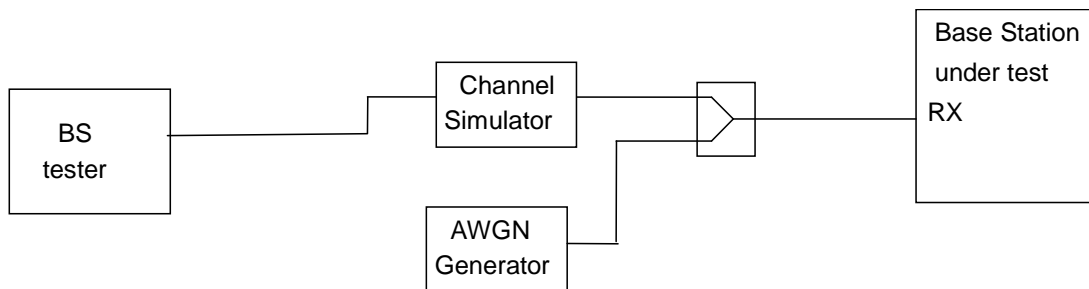 BS
tester
Channel
Simulator
AWGN
Generator
Base Station
under test
RX